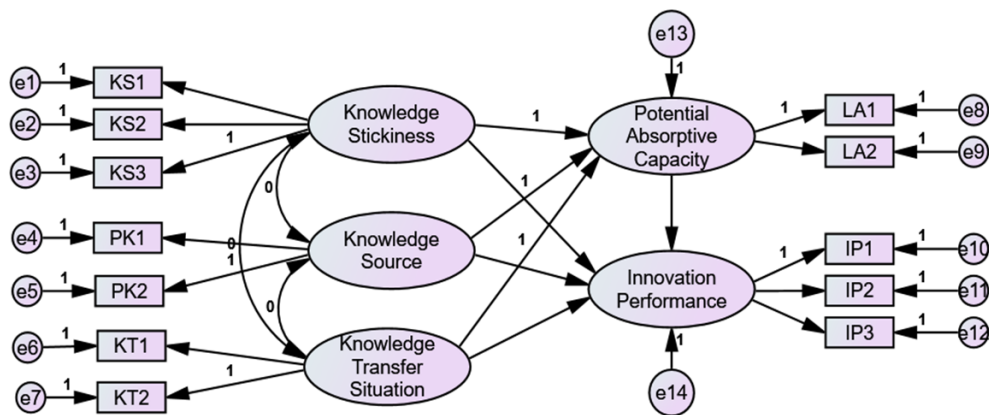 e13
1
e1
1
KS1
e2
1
KS2
e3
1
KS3
1
Knowledge
Stickiness
1
Potential
Absorptive
Capacity
1
LA1
1
e8
LA2
1
e9
0
e4
1
PK1
e5
1
PK2
0
1
Knowledge
Source
1
1
0
Innovation
Performance
1
IP1
1
e10
IP2
1
e11
IP3
1
e12
e6
1
KT1
e7
1
KT2
1
Knowledge
Transfer
Situation
1
e14